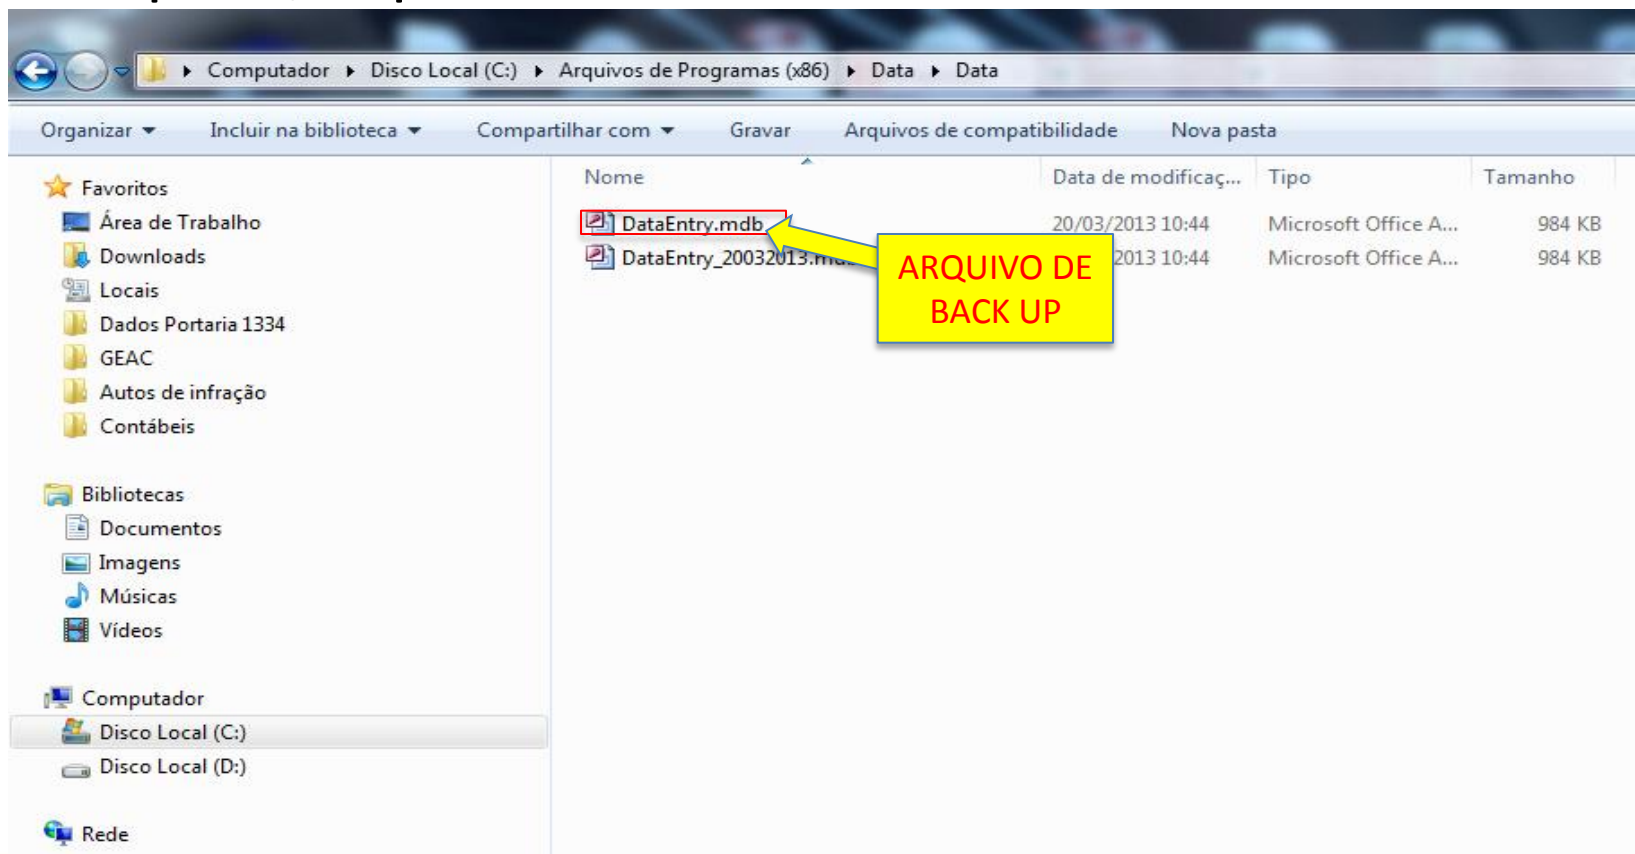 Computador Disco Local (C:) Arquivos de Programas (x86) Data Data
Organizar Incluir na biblioteca Compartilhar com Gravar Arquivos de compatibilidade Nova pasta
Nome Data de modificaç... Tipo Tamanho
DataEntry.mdb 20/03/2013 10:44 Microsoft Office A... 984 KB
DataEntry_20032013.mdb 2013 10:44 Microsoft Office A... 984 KB
ARQUIVO DE
BACK UP
Favoritos
Área de Trabalho
Downloads
Locais
Dados Portaria 1334
GEAC
Autos de infração
Contábeis
Bibliotecas
Documentos
Imagens
Músicas
Vídeos
Computador
Disco Local (C:)
Disco Local (D:)
Rede